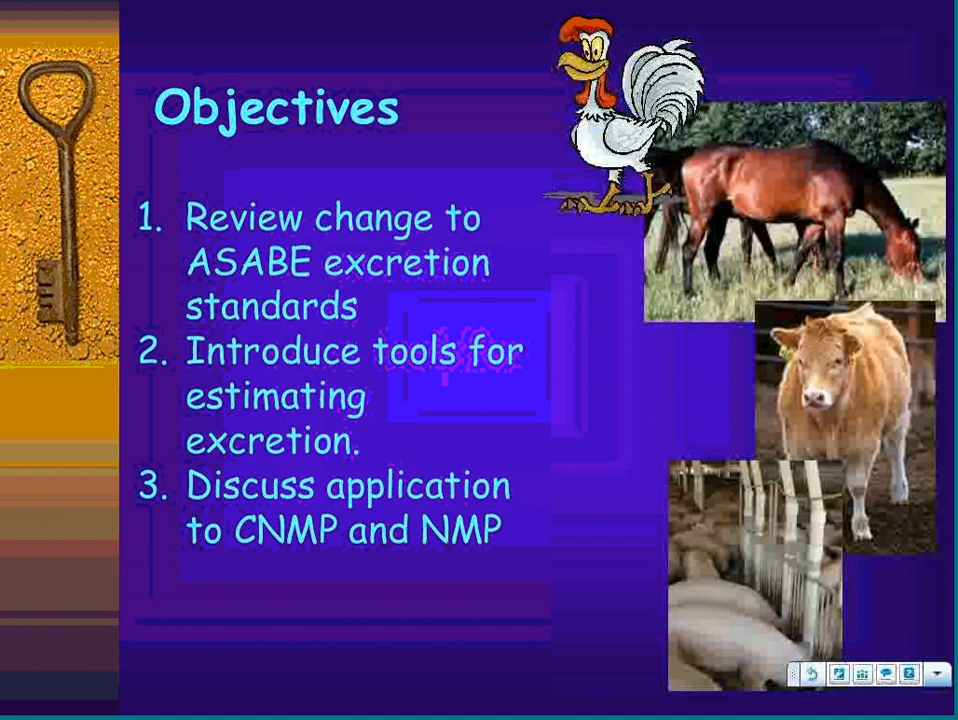 Objectives
1. Review change to
ASABE excretion
standards
2. Introduce tools for
estimating
excretion.
3. Discuss application
to CNMP and NMP